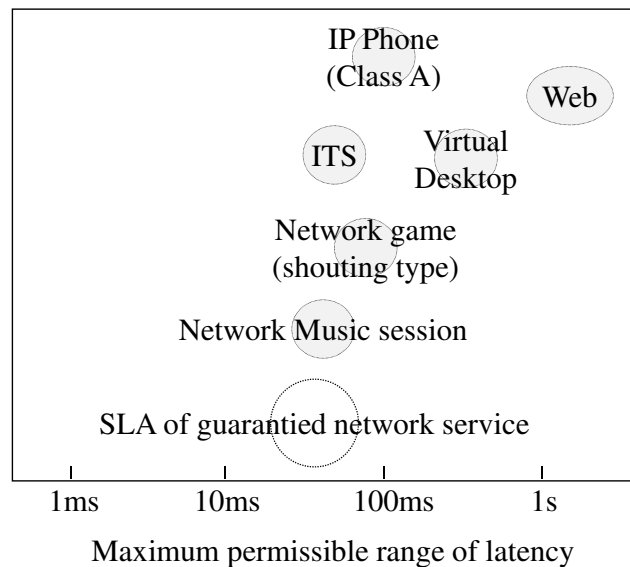 IP Phone
(Class A)
Web
ITS
Virtual
Desktop
Network game
(shouting type)
Network Music session
SLA of guarantied network service
1ms 10ms 100ms 1s
Maximum permissible range of latency